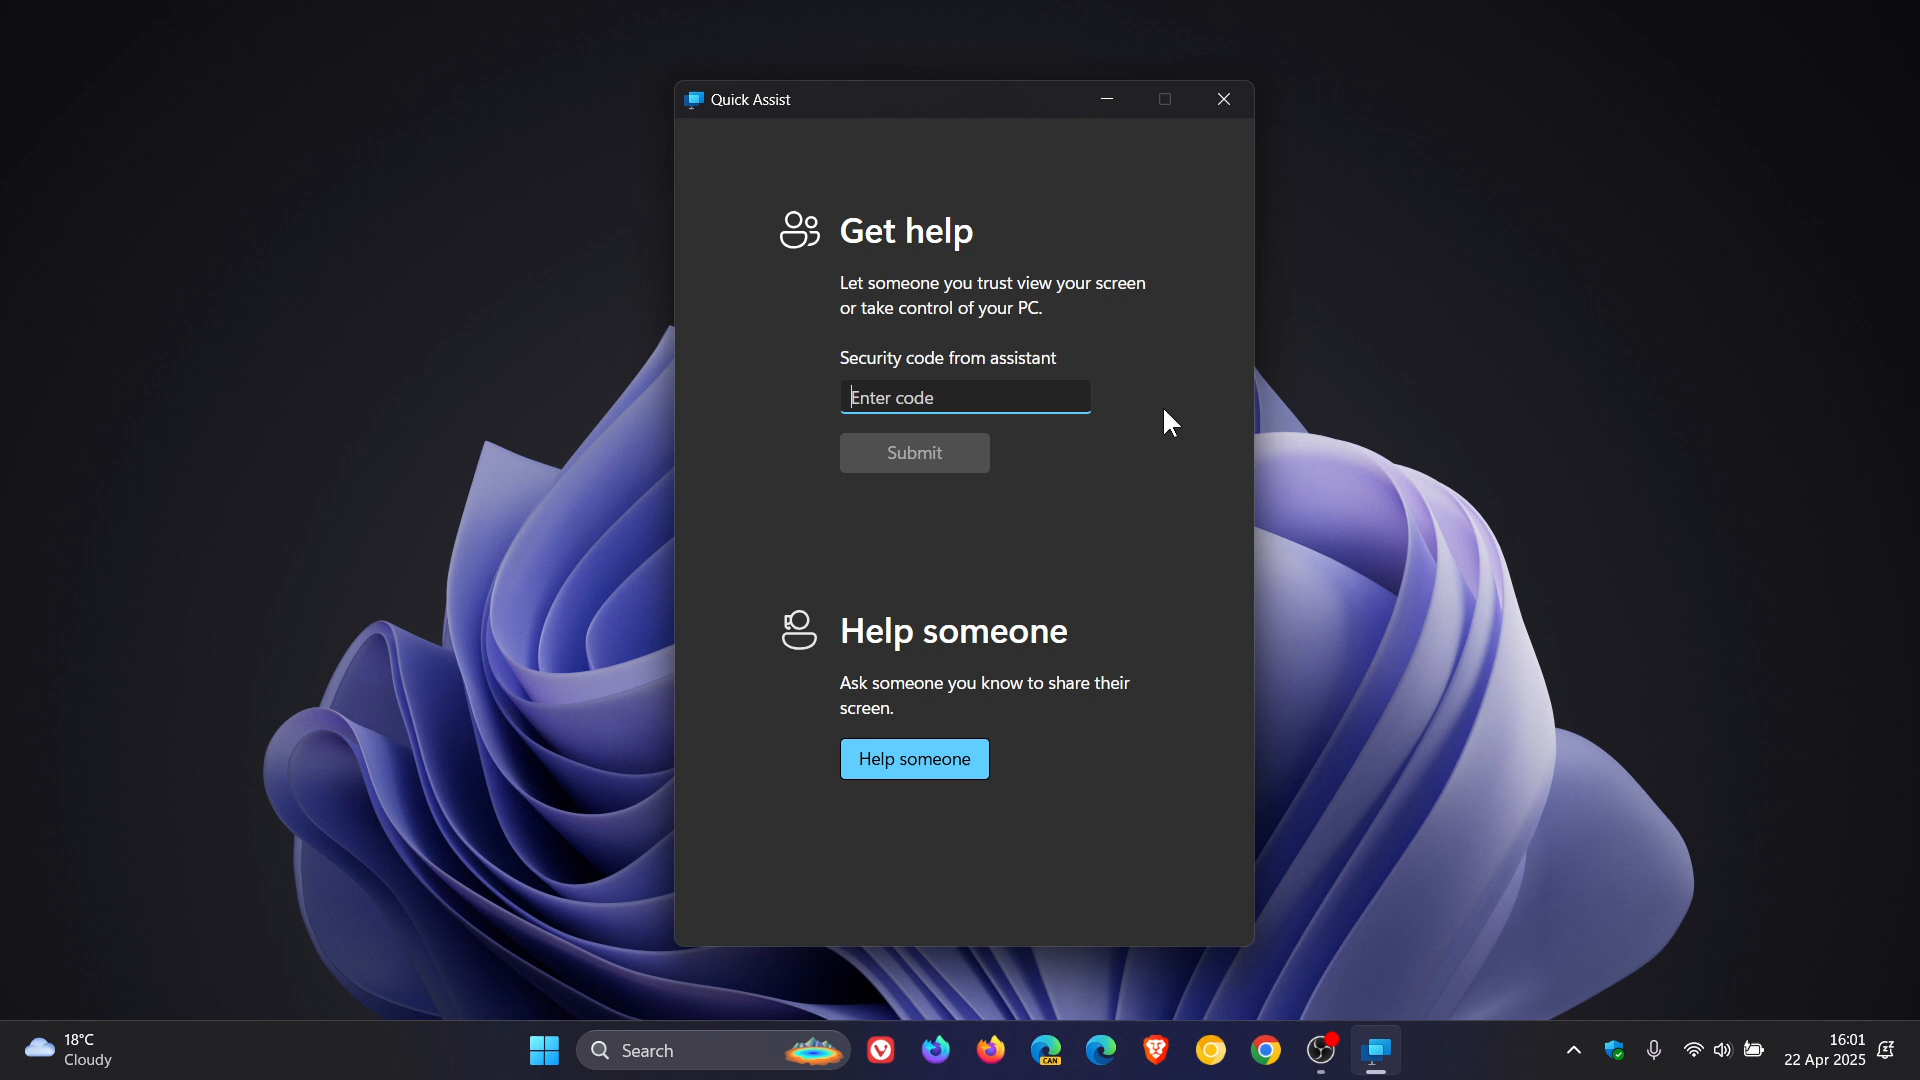 Quick Assist
Get help
Let someone you trust view your screen
or take control of your PC.
Security code from assistant
Enter code
Submit
Help someone
Ask someone you know to share their
screen.
Help someone
18°C
Cloudy
Search
CAN
16:01
22 Apr 2025